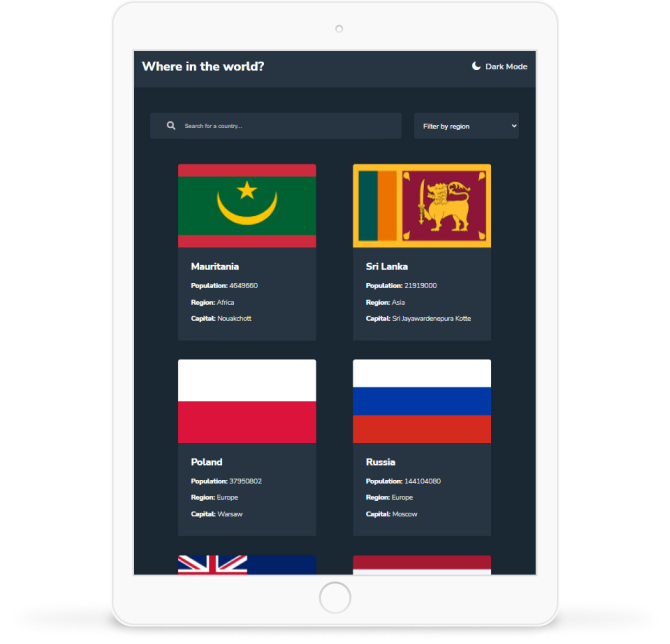 Where in the world?
Dark Mode
Search for a country...
Filter by region
Mauritania
Population: 4649660
Region: Africa
Capital: Nouakchott
Sri Lanka
Population: 21919000
Region: Asia
Capital: Sri Jayawardenepura Kotte
Poland
Population: 37950802
Region: Europe
Capital: Warsaw
Russia
Population: 144104080
Region: Europe
Capital: Moscow